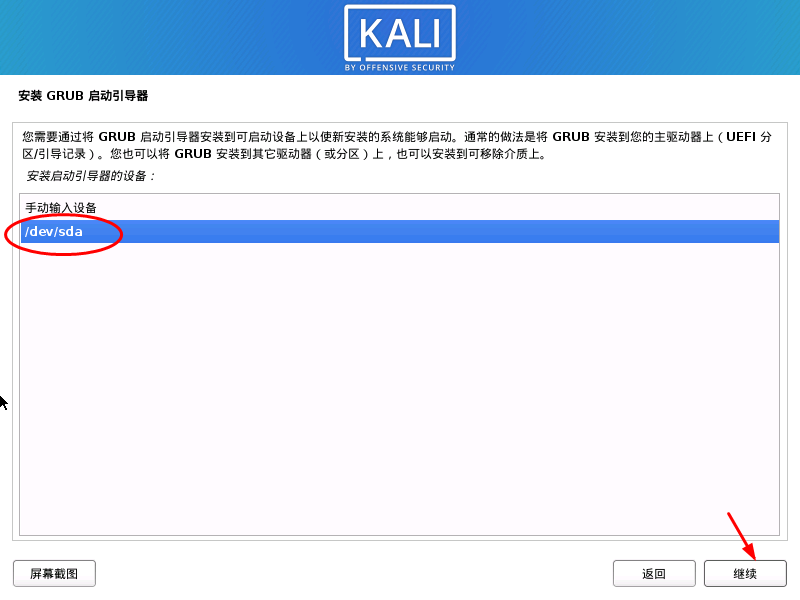 KALI
BY OFFENSIVE SECURITY
安装 GRUB 启动引导器
您需要通过将 GRUB 启动引导器安装到可启动设备上以使新安装的系统能够启动。通常的做法是将 GRUB 安装到您的主驱动器上（UEFI 分
区/引导记录）。您也可以将 GRUB 安装到其它驱动器（或分区）上，也可以安装到可移除介质上。
安装启动引导器的设备：
手动输入设备
/dev/sda
屏幕截图
返回
继续